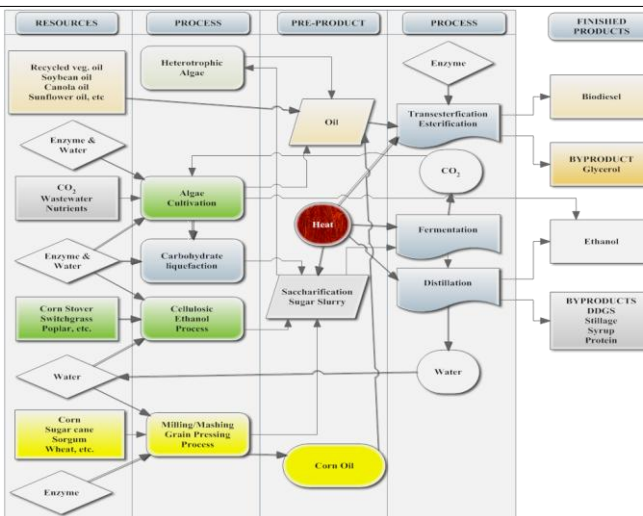 RESOURCES
PROCESS
PRE-PRODUCT
PROCESS
FINISHED
PRODUCTS
Recycled veg. oil
Soybean oil
Canola oil
Sunflower oil, etc
Heterotrophic
Algae
Enzyme
Oil
Transesterfication
Esterification
Biodiesel
Enzyme &
Water
BYPRODUCT
Glycerol
CO2
CO2
Wastewater
Nutrients
Algae
Cultivation
Heat
Fermentation
Ethanol
Enzyme
& Water
Carbohydrate
liquefaction
Saccharification
Sugar Slurry
Distillation
Corn Stover
Switchgrass
Poplar, etc.
Cellulosic
Ethanol
Process
BYPRODUCTS
DDGS
Stillage
Syrup
Protein
Water
Water
Corn
Sugar cane
Sorgum
Wheat, etc.
Milling/Mashing
Grain Pressing
Process
Corn Oil
Enzyme